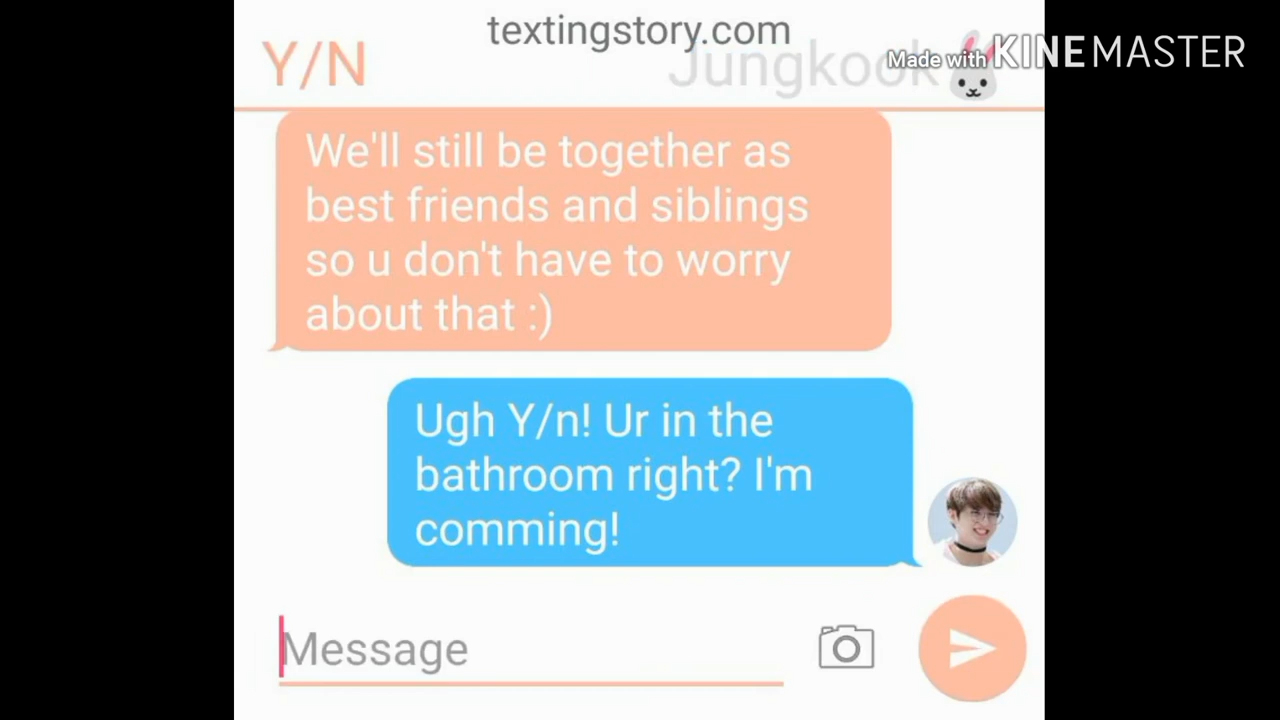 textingstory.com
Y/N
Jungkook
Made with KINEMASTER
We'll still be together as
best friends and siblings
so u don't have to worry
about that :)
Ugh Y/n! Ur in the
bathroom right? I'm
comming!
Message